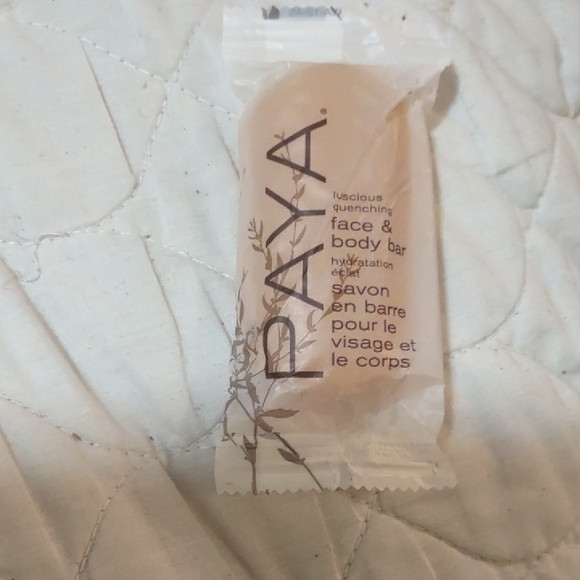 PAYA®
luscious
quenching
face &
body bar
hydratation
éclat
savon
en barre
pour le
visage et
le corps